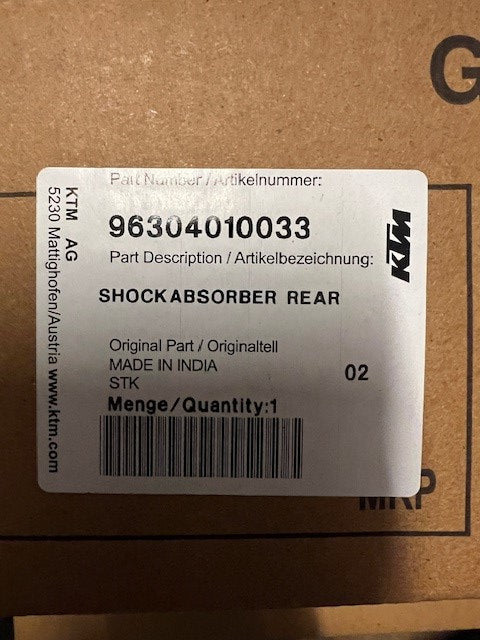 G
Part Number / Artikelnummer:
96304010033
Part Description / Artikelbezeichnung:
KTM
SHOCKABSORBER REAR
Original Part / Originalteil
MADE IN INDIA
STK
02
Menge/Quantity:1
KTM AG
5230 Mattighofen/Austria www.ktm.com
MRP